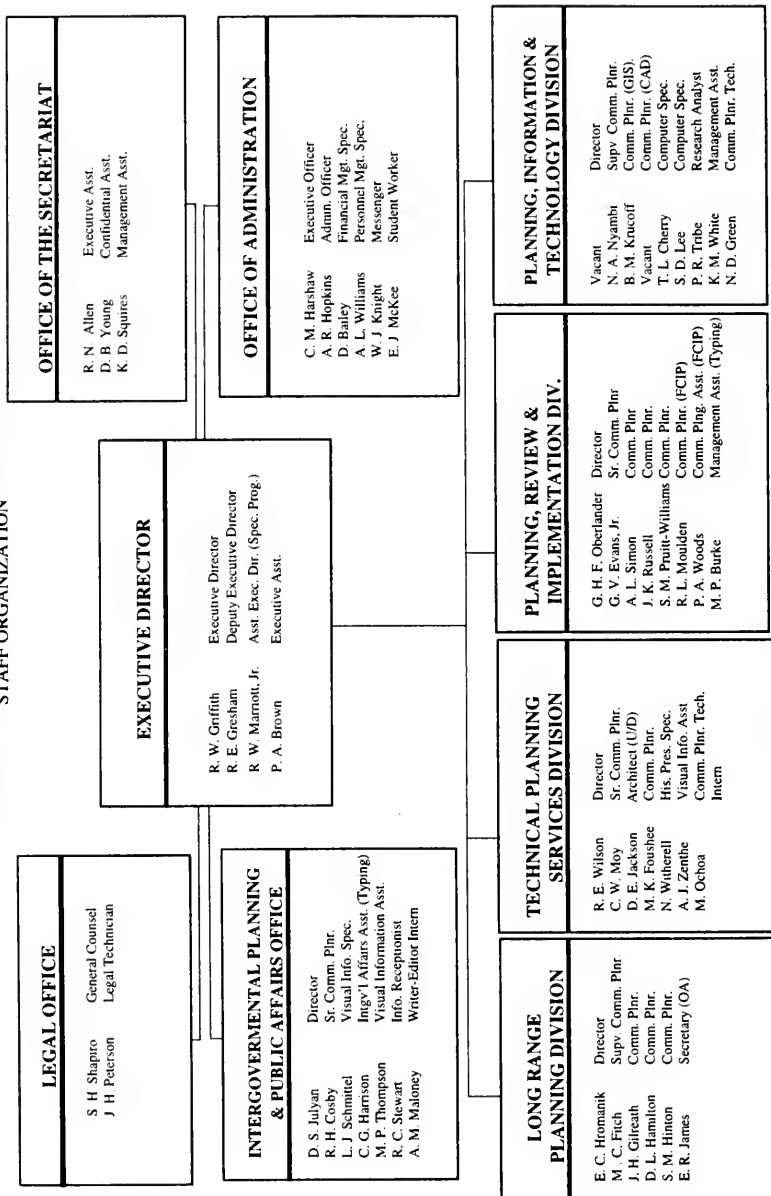 STAFF ORGANIZATION
LEGAL OFFICE
S H Shapiro General Counsel
J H Peterson Legal Technician
OFFICE OF THE SECRETARIAT
R. N. Allen Executive Asst.
D. B Young Confidential Asst.
K. D. Squires Management Asst.
EXECUTIVE DIRECTOR
R. W. Griffith Executive Director
R. E. Gresham Deputy Executive Director
R. W. Marriott, Jr. Asst. Exec. Dir. (Spec. Prog.)
P. A. Brown Executive Asst.
INTERGOVERMENTAL PLANNING
& PUBLIC AFFAIRS OFFICE
D. S. Julyan Director
R. H. Cosby Sr. Comm. Plnr.
L. J. Schmittel Visual Info. Spec.
C. G. Harrison Intgv'l Affairs Asst. (Typing)
M. P. Thompson Visual Information Asst.
R. C. Stewart Info. Receptionist
A. M. Maloney Writer-Editor Intern
OFFICE OF ADMINISTRATION
C. M. Harshaw Executive Officer
A. R. Hopkins Admn. Officer
D. Bailey Financial Mgt. Spec.
A. L. Williams Personnel Mgt. Spec.
W. J. Knight Messenger
E. J McKee Student Worker
LONG RANGE
PLANNING DIVISION
E. C. Hromanik Director
M. C. Fitch Supv. Comm. Plnr
J. H. Gilreath Comm. Plnr.
D. L. Hamilton Comm. Plnr.
S. M. Hinton Comm. Plnr.
E. R. James Secretary (OA)
TECHNICAL PLANNING
SERVICES DIVISION
R. E. Wilson Director
C. W. Moy Sr. Comm. Plnr.
D. E. Jackson Architect (U/D)
M. K. Foushee Comm. Plnr.
N. Witherell His. Pres. Spec.
A. J. Zenthe Visual Info. Asst
M. Ochoa Comm. Plnr. Tech.
Intern
PLANNING, REVIEW &
IMPLEMENTATION DIV.
G. H. F. Oberlander Director
G. V. Evans, Jr. Sr. Comm. Plnr
A. L. Simon Comm. Plnr
J. K. Russell Comm. Plnr.
S. M. Pruitt-Williams Comm. Plnr.
R. L. Moulden Comm. Plnr. (FCIP)
P. A. Woods Comm. Plng. Asst. (FCIP)
M. P. Burke Management Asst. (Typing)
PLANNING, INFORMATION &
TECHNOLOGY DIVISION
Vacant Director
N. A. Nyambi Supv Comm. Plnr.
B. M. Krucoff Comm. Plnr. (GIS).
Vacant Comm. Plnr. (CAD)
T. L. Cherry Computer Spec.
S. D. Lee Computer Spec.
P. R. Tribe Research Analyst
K. M. White Management Asst.
N. D. Green Comm. Plnr. Tech.